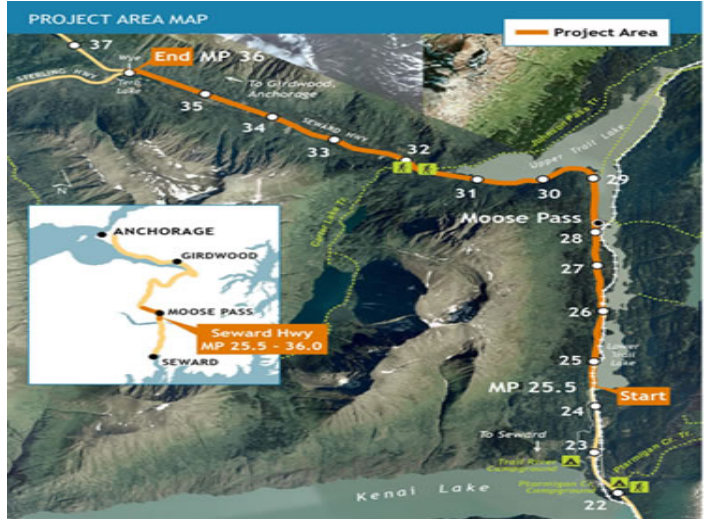 PROJECT AREA MAP
Project Area
37
Wye
End MP 36
STERLING HWY
Tern
Lake
To Girdwood,
Anchorage
35
34
SEWARD HWY
33
32
Johnson Pass Tr.
Upper Trail Lake
31
30
29
N
Carter Lake Tr.
Moose Pass
28
27
26
ANCHORAGE
GIRDWOOD
MOOSE PASS
Seward Hwy
MP 25.5 - 36.0
SEWARD
Lower
Trail
Lake
25
MP 25.5
Start
24
To Seward
23
Trail River
Campground
Ptarmigan Cr. Tr.
Ptarmigan Cr.
Campground
22
Kenai Lake